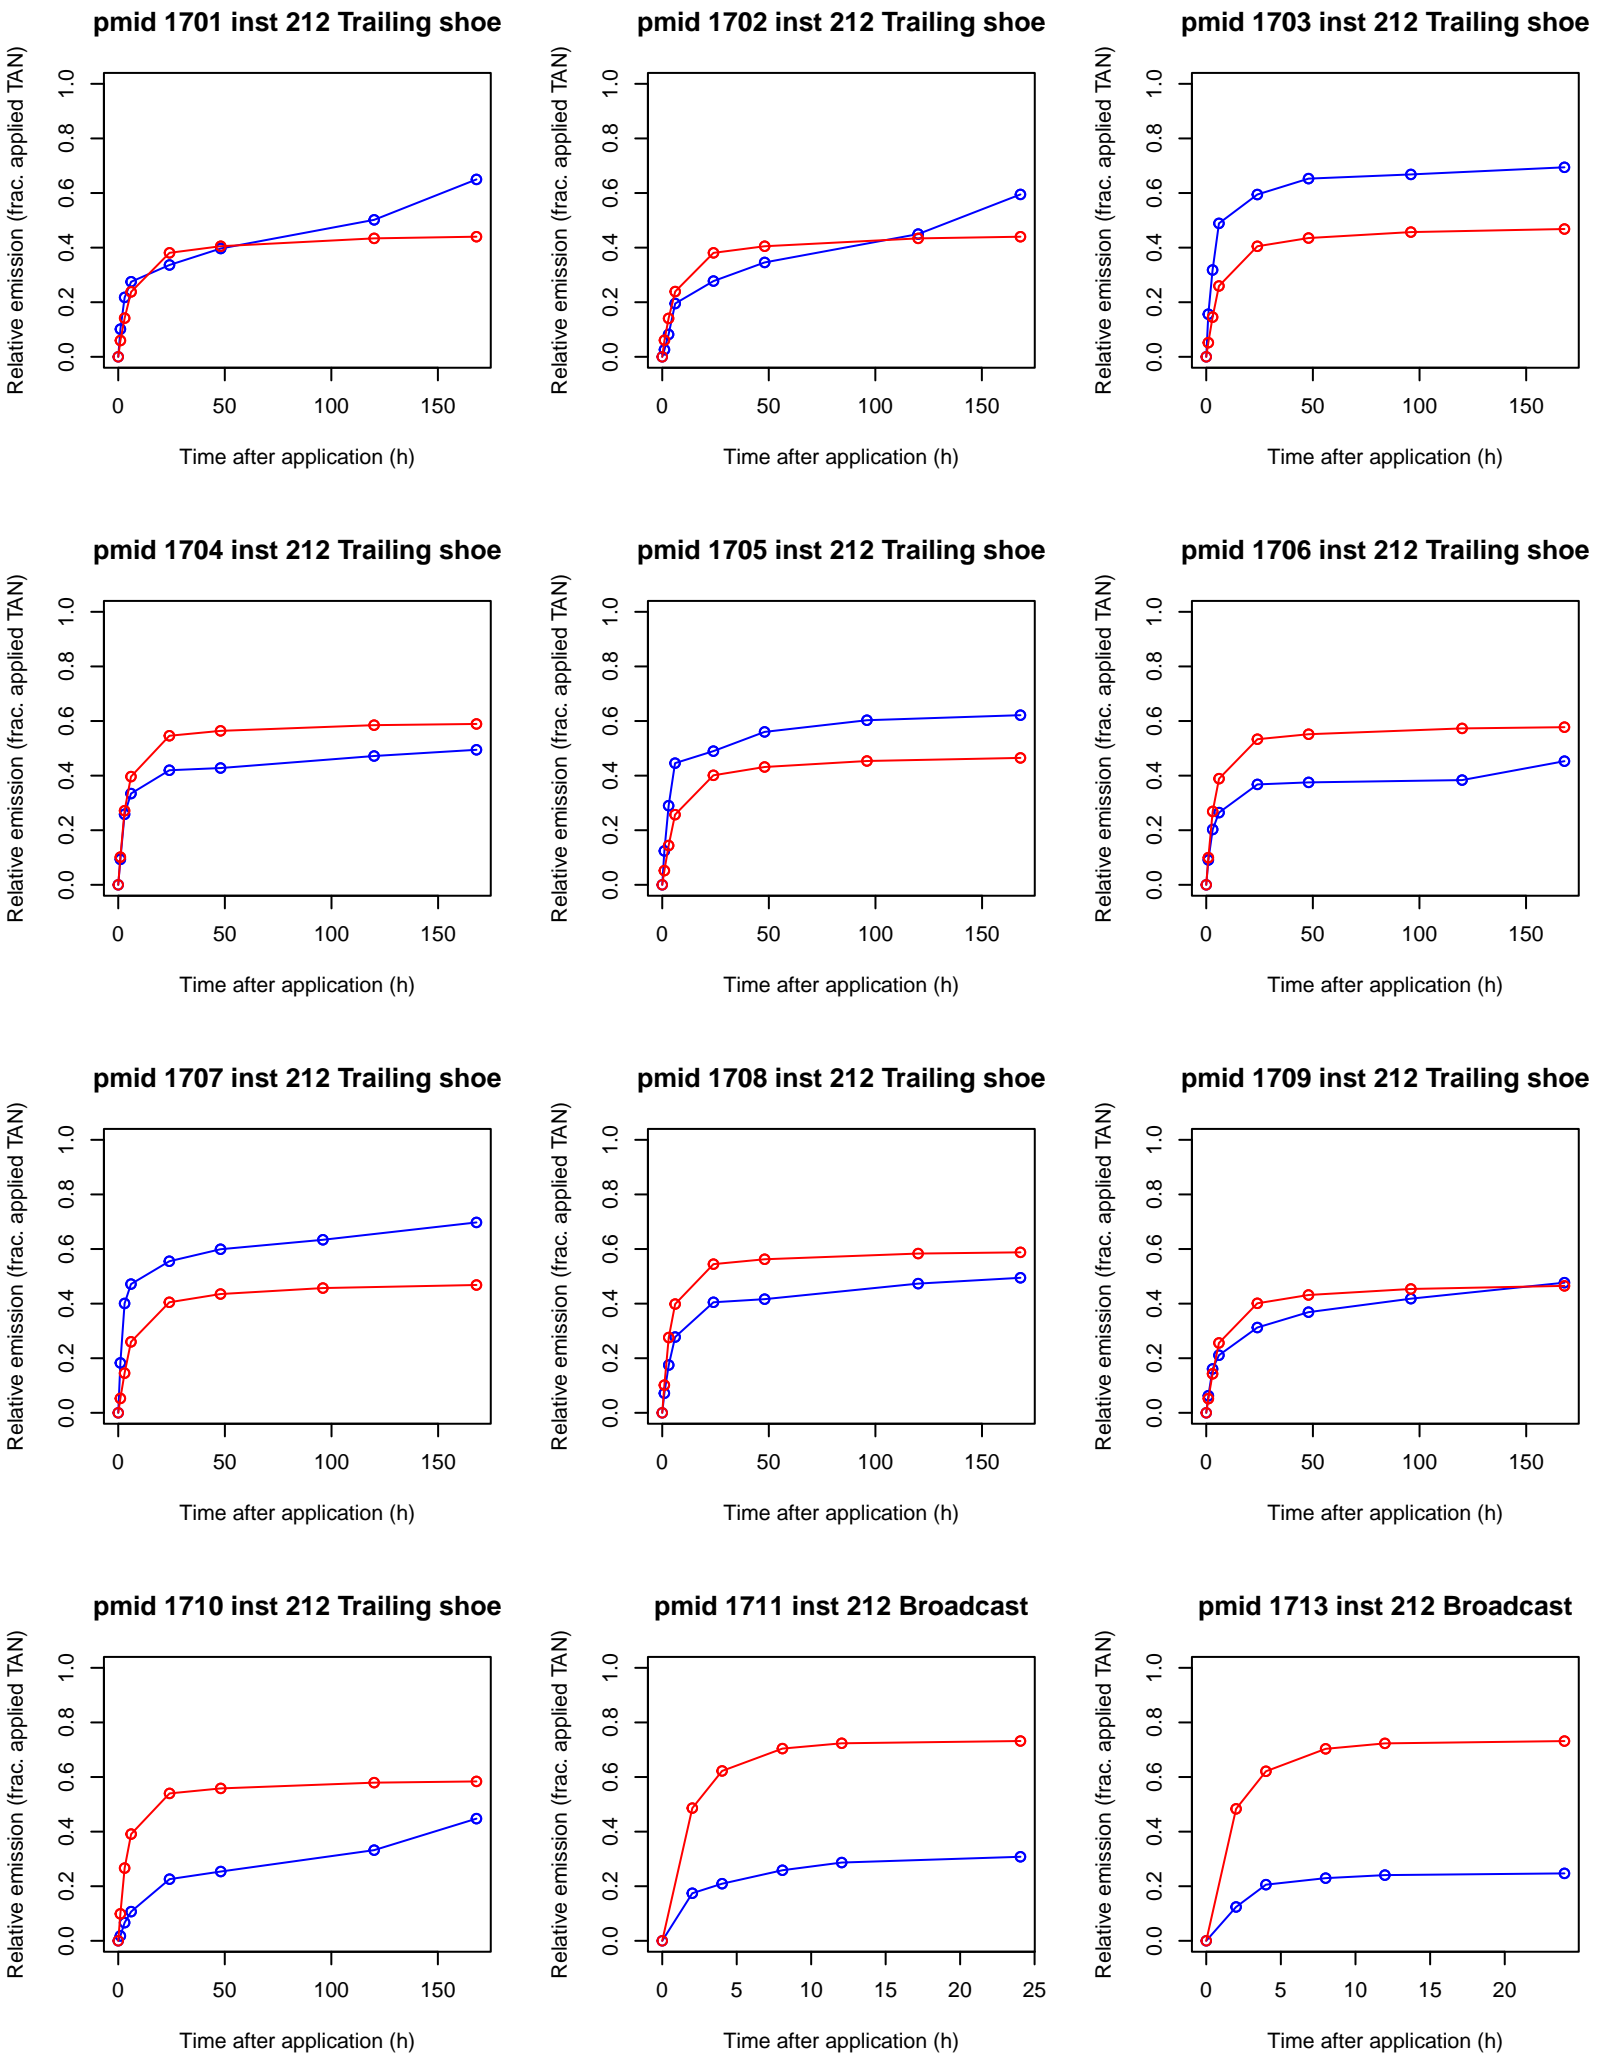 pmid 1701 inst 212 Trailing shoe
Relative emission (frac. applied TAN)
0.0 0.2 0.4 0.6 0.8 1.0
0 50 100 150
Time after application (h)
pmid 1702 inst 212 Trailing shoe
Relative emission (frac. applied TAN)
0.0 0.2 0.4 0.6 0.8 1.0
0 50 100 150
Time after application (h)
pmid 1703 inst 212 Trailing shoe
Relative emission (frac. applied TAN)
0.0 0.2 0.4 0.6 0.8 1.0
0 50 100 150
Time after application (h)
pmid 1704 inst 212 Trailing shoe
Relative emission (frac. applied TAN)
0.0 0.2 0.4 0.6 0.8 1.0
0 50 100 150
Time after application (h)
pmid 1705 inst 212 Trailing shoe
Relative emission (frac. applied TAN)
0.0 0.2 0.4 0.6 0.8 1.0
0 50 100 150
Time after application (h)
pmid 1706 inst 212 Trailing shoe
Relative emission (frac. applied TAN)
0.0 0.2 0.4 0.6 0.8 1.0
0 50 100 150
Time after application (h)
pmid 1707 inst 212 Trailing shoe
Relative emission (frac. applied TAN)
0.0 0.2 0.4 0.6 0.8 1.0
0 50 100 150
Time after application (h)
pmid 1708 inst 212 Trailing shoe
Relative emission (frac. applied TAN)
0.0 0.2 0.4 0.6 0.8 1.0
0 50 100 150
Time after application (h)
pmid 1709 inst 212 Trailing shoe
Relative emission (frac. applied TAN)
0.0 0.2 0.4 0.6 0.8 1.0
0 50 100 150
Time after application (h)
pmid 1710 inst 212 Trailing shoe
Relative emission (frac. applied TAN)
0.0 0.2 0.4 0.6 0.8 1.0
0 50 100 150
Time after application (h)
pmid 1711 inst 212 Broadcast
Relative emission (frac. applied TAN)
0.0 0.2 0.4 0.6 0.8 1.0
0 5 10 15 20 25
Time after application (h)
pmid 1713 inst 212 Broadcast
Relative emission (frac. applied TAN)
0.0 0.2 0.4 0.6 0.8 1.0
0 5 10 15 20
Time after application (h)